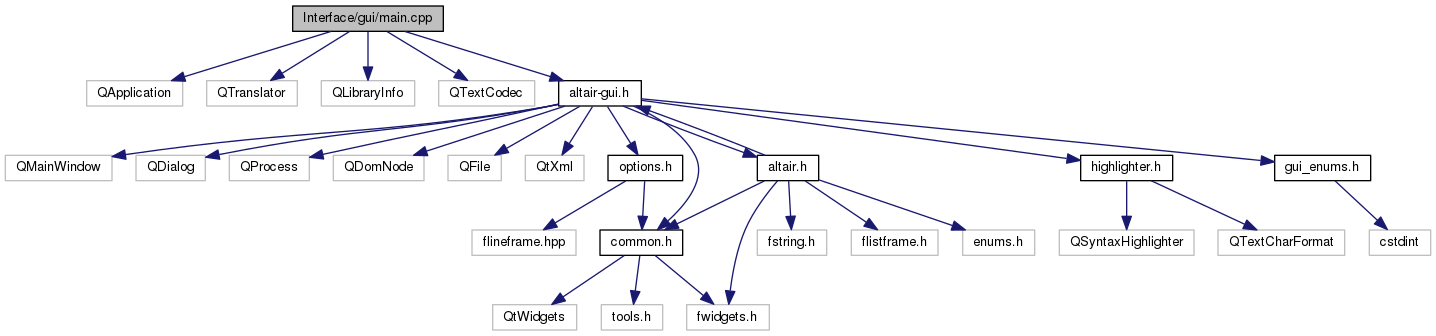 Interface/gui/main.cpp
QApplication
QTranslator
QLibraryInfo
QTextCodec
altair-gui.h
QMainWindow
QDialog
QProcess
QDomNode
QFile
QtXml
options.h
altair.h
highlighter.h
gui_enums.h
flineframe.hpp
common.h
fstring.h
flistframe.h
enums.h
QSyntaxHighlighter
QTextCharFormat
cstdint
QtWidgets
tools.h
fwidgets.h